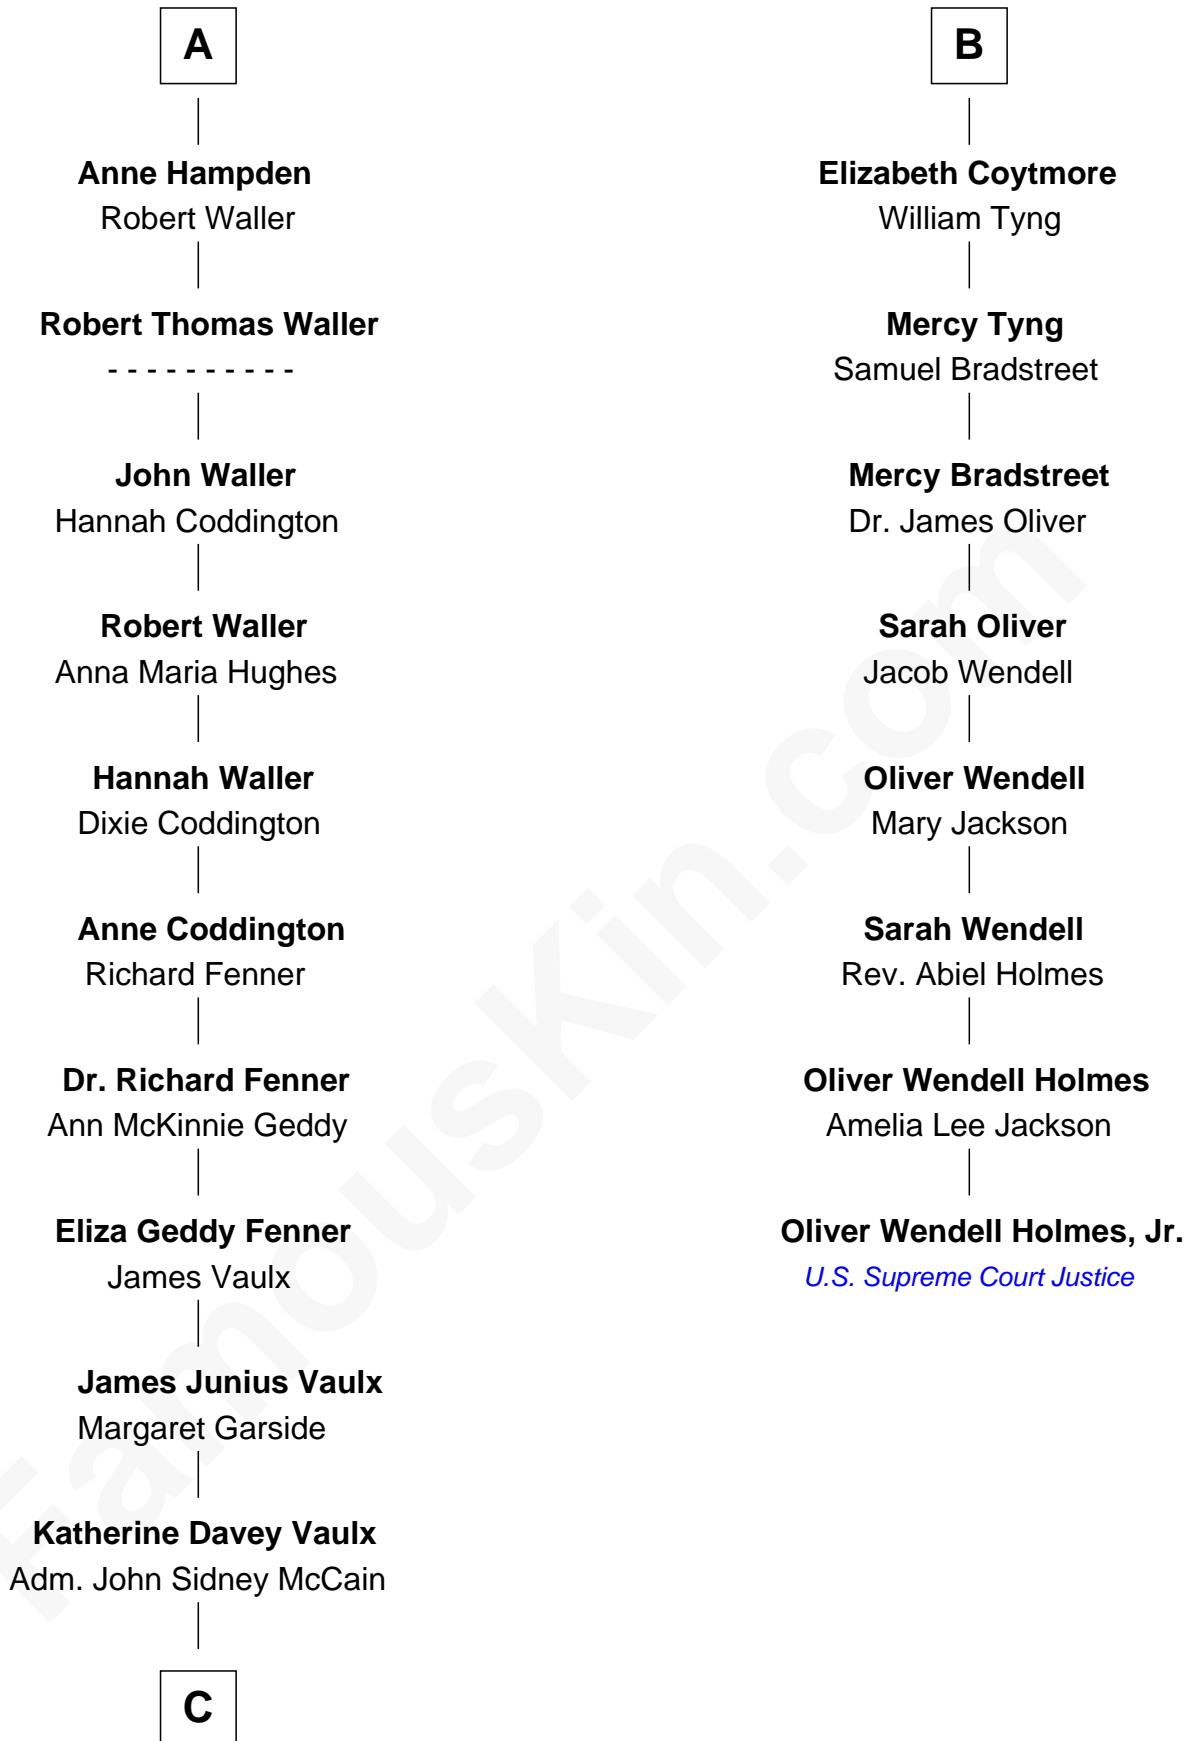 A
Anne Hampden
Robert Waller
Robert Thomas Waller
- - - - - - - - - -
John Waller
Hannah Coddington
Robert Waller
Anna Maria Hughes
Hannah Waller
Dixie Coddington
Anne Coddington
Richard Fenner
Dr. Richard Fenner
Ann McKinnie Geddy
Eliza Geddy Fenner
James Vaulx
James Junius Vaulx
Margaret Garside
Katherine Davey Vaulx
Adm. John Sidney McCain
C
B
Elizabeth Coytmore
William Tyng
Mercy Tyng
Samuel Bradstreet
Mercy Bradstreet
Dr. James Oliver
Sarah Oliver
Jacob Wendell
Oliver Wendell
Mary Jackson
Sarah Wendell
Rev. Abiel Holmes
Oliver Wendell Holmes
Amelia Lee Jackson
Oliver Wendell Holmes, Jr.
U.S. Supreme Court Justice
FamousKin.com